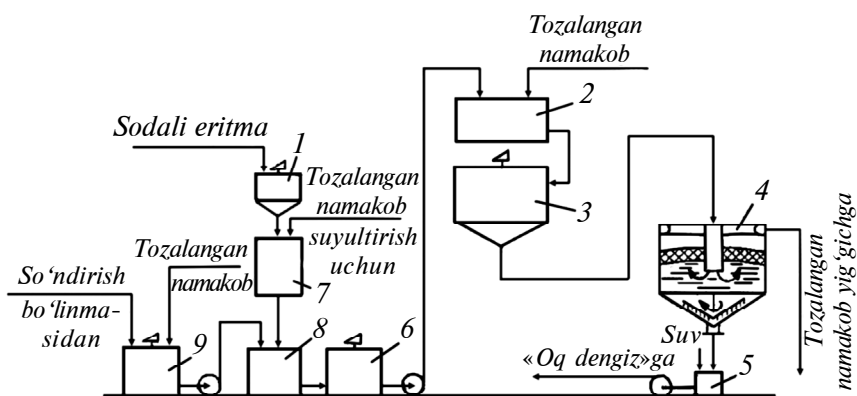 Tozalangan
namakob
2
Sodali eritma
1
Tozalangan
namakob
suyultirish
uchun
3
4
Tozalangan
namakob yig‘gichga
So‘ndirish
bo‘linma-
sidan
Tozalangan
namakob
7
9
8
6
Suv
«Oq dengiz»ga
5